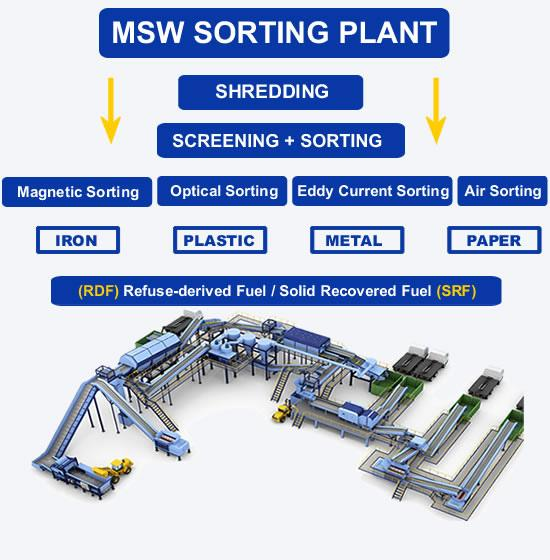 MSW SORTING PLANT
SHREDDING
SCREENING + SORTING
Magnetic Sorting
Optical Sorting
Eddy Current Sorting
Air Sorting
IRON
PLASTIC
METAL
PAPER
(RDF) Refuse-derived Fuel / Solid Recovered Fuel (SRF)